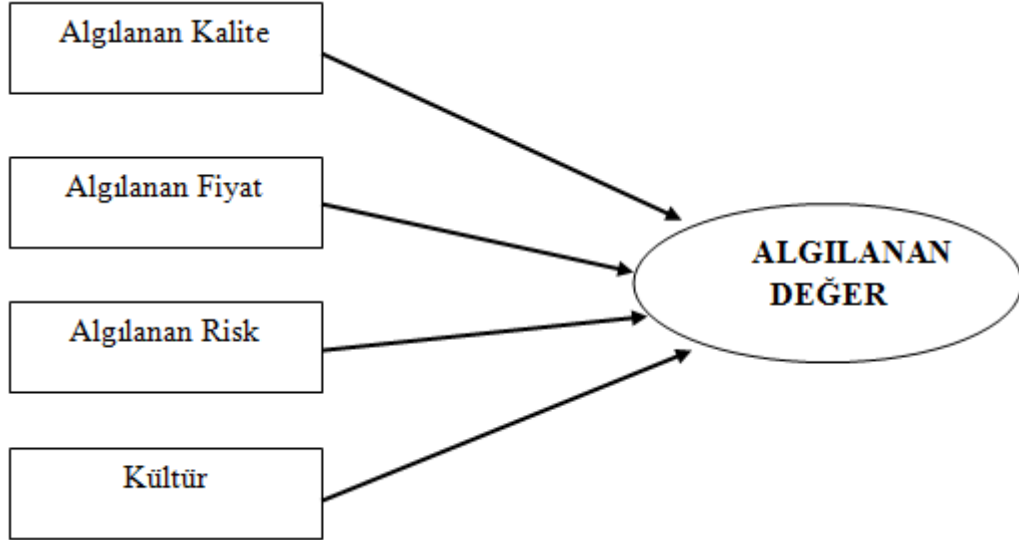 Algılanan Kalite
Algılanan Fiyat
ALGILANAN
DEĞER
Algılanan Risk
Kültür